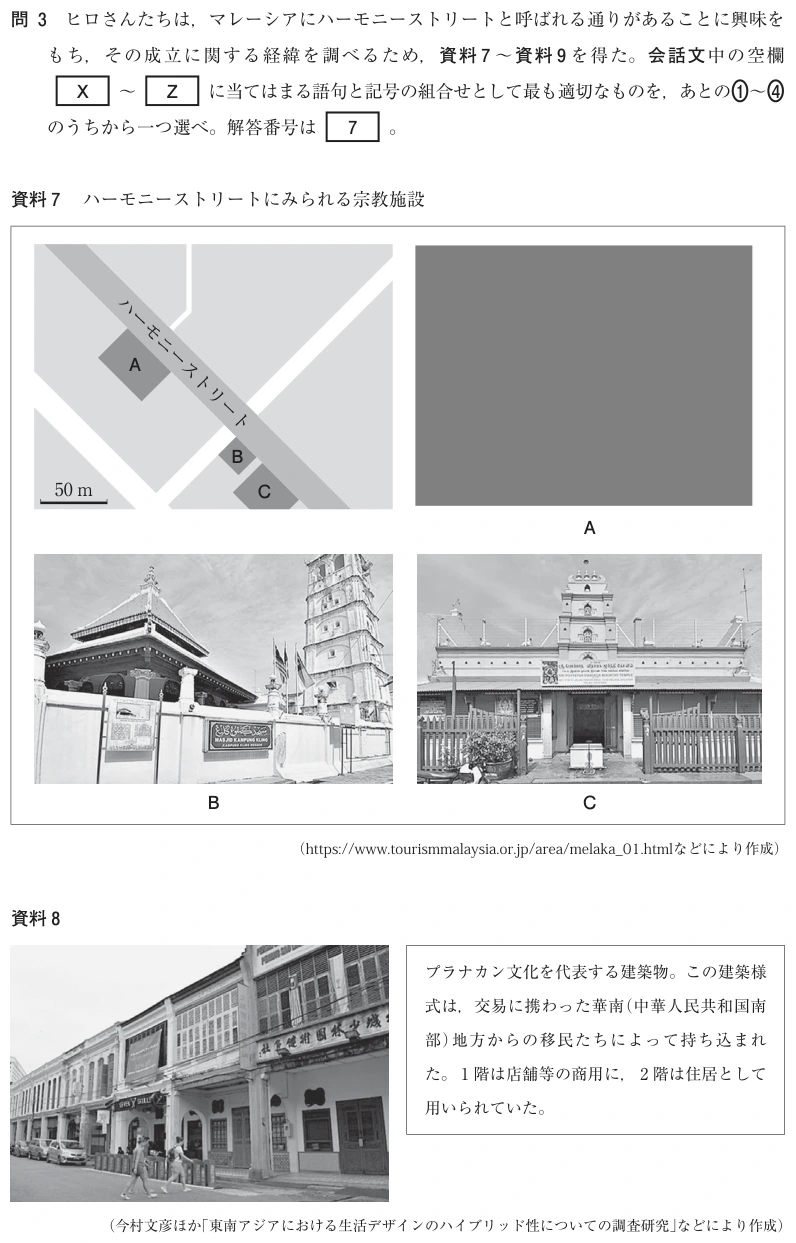 問 3　ヒロさんたちは，マレーシアにハーモニーストリートと呼ばれる通りがあることに興味を
もち，その成立に関する経緯を調べるため，資料7～資料9を得た。会話文中の空欄
X ～ Z に当てはまる語句と記号の組合せとして最も適切なものを，あとの①～④
のうちから一つ選べ。解答番号は 7 。
資料7　ハーモニーストリートにみられる宗教施設
ハーモニーストリート
A
B
C
50 m
A
MASJID KAMPUNG KLING
B
C
（https://www.tourismmalaysia.or.jp/area/melaka_01.htmlなどにより作成）
資料8
プラナカン文化を代表する建築物。この建築様
式は，交易に携わった華南（中華人民共和国南
部）地方からの移民たちによって持ち込まれ
た。1階は店舗等の商用に，2階は住居として
用いられていた。
（今村文彦ほか「東南アジアにおける生活デザインのハイブリッド性についての調査研究」などにより作成）